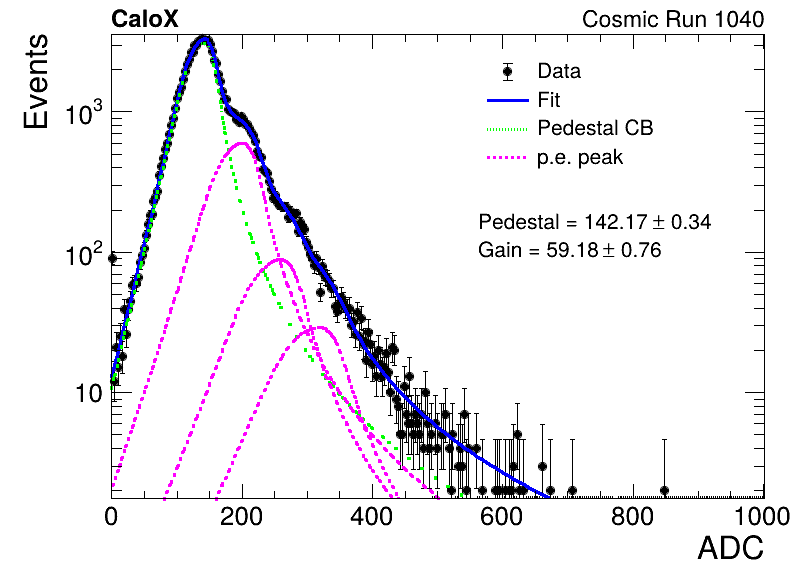 CaloX Cosmic Run 1040
Events
Data
Fit
Pedestal CB
p.e. peak
Pedestal = 142.17 ± 0.34
Gain = 59.18 ± 0.76
10³
10²
10
0 200 400 600 800 1000
ADC